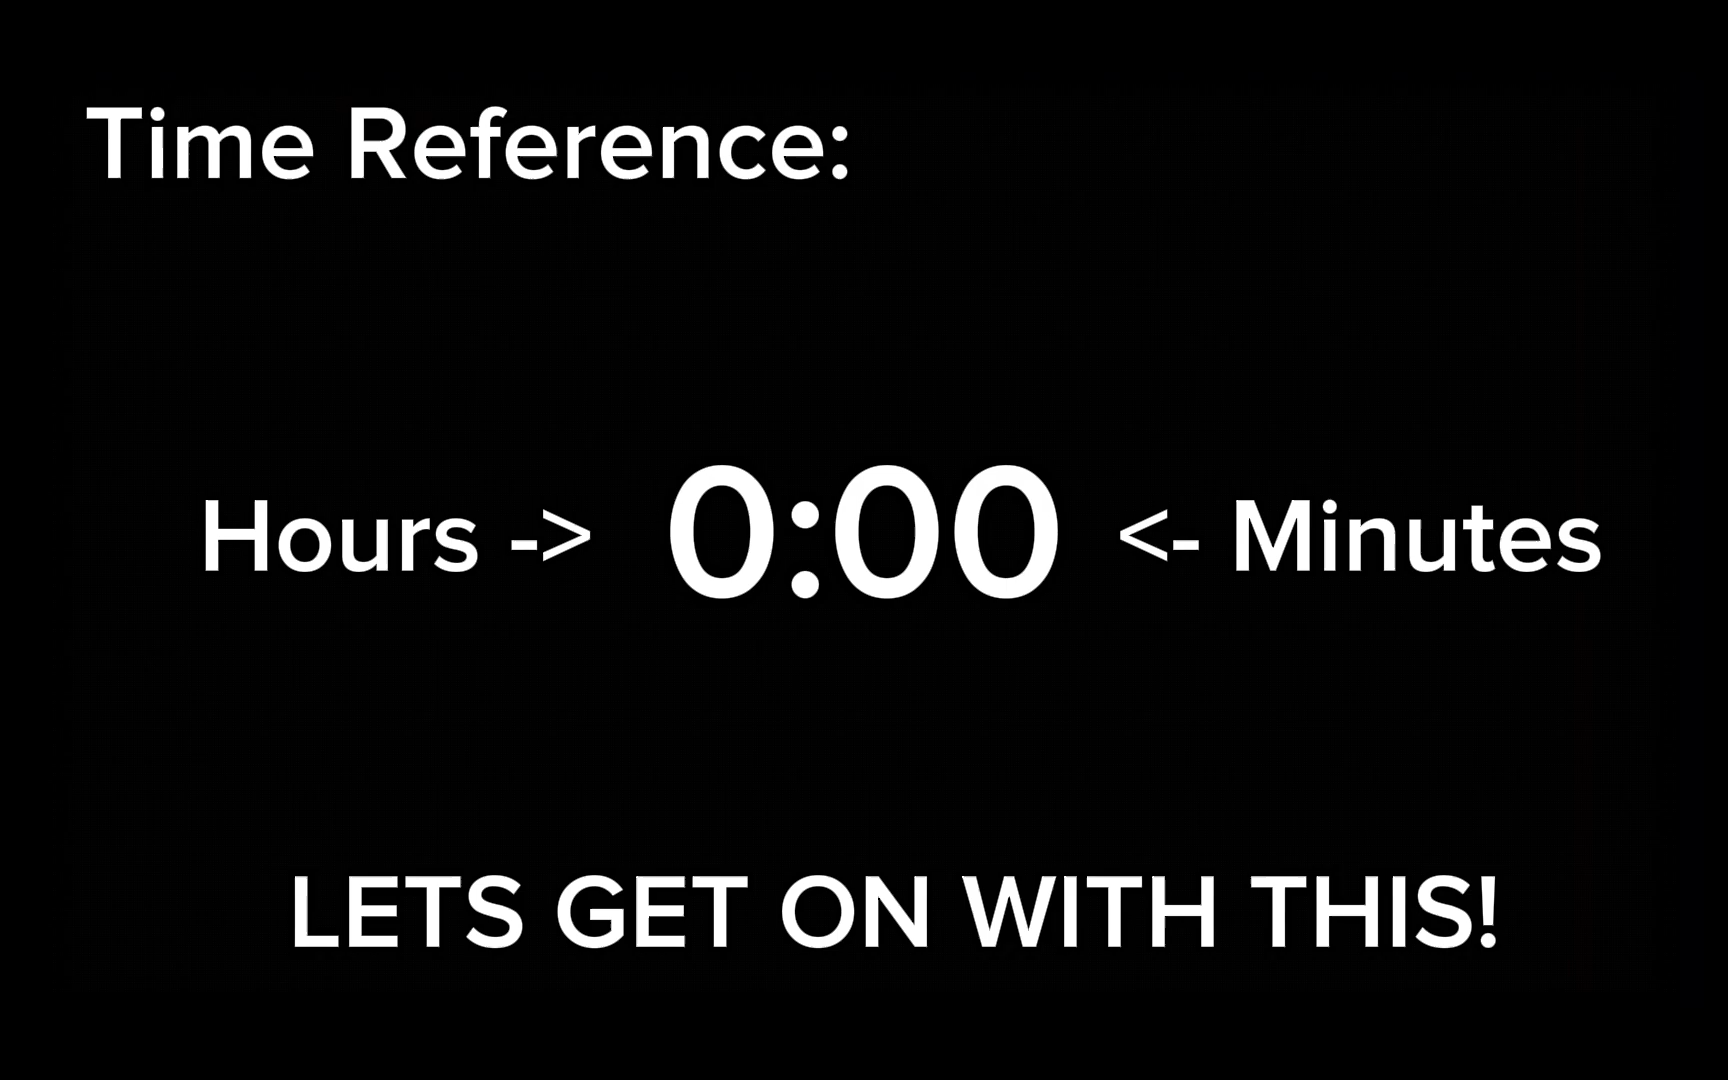 Time Reference:
Hours -> 0:00 <- Minutes
LETS GET ON WITH THIS!